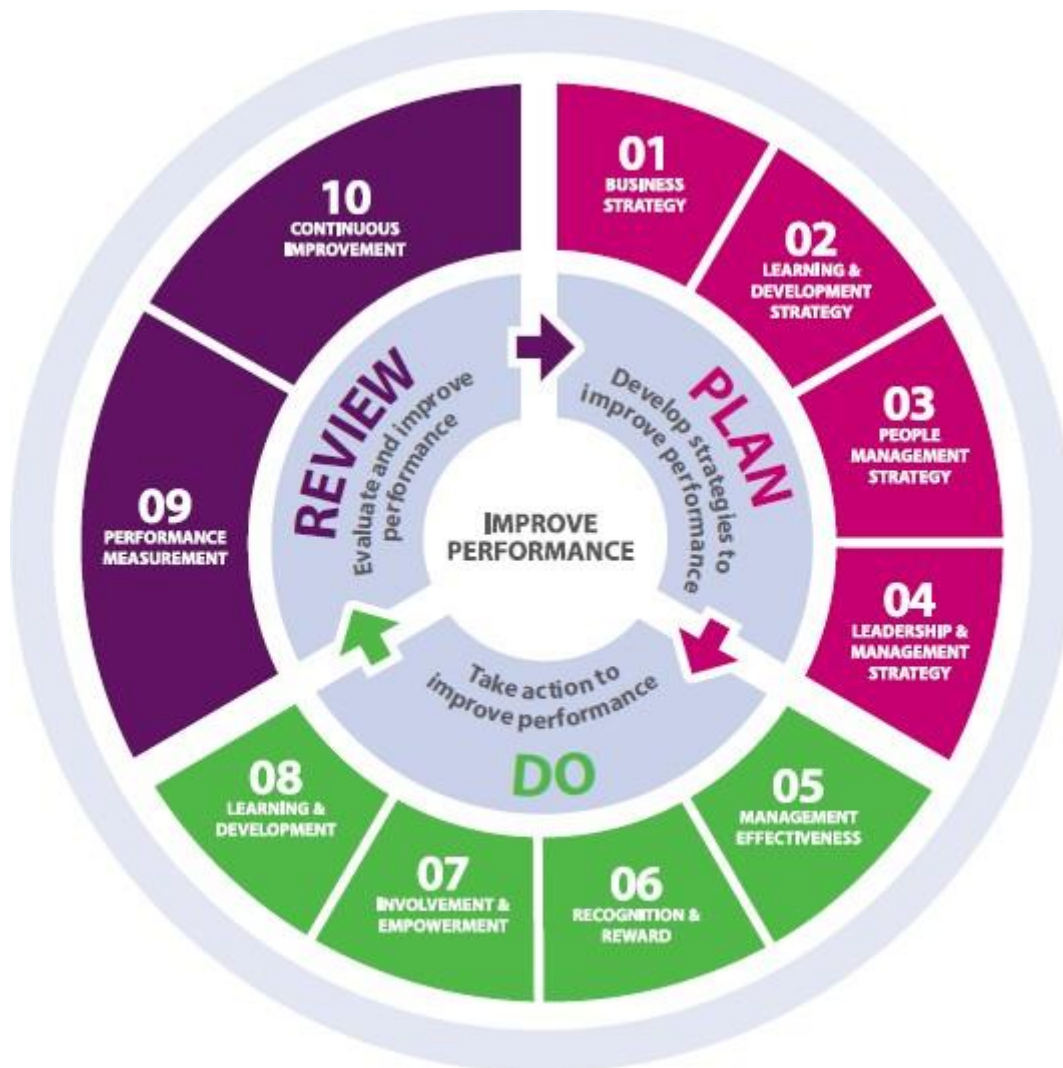 01
BUSINESS
STRATEGY
02
LEARNING &
DEVELOPMENT
STRATEGY
03
PEOPLE
MANAGEMENT
STRATEGY
04
LEADERSHIP &
MANAGEMENT
STRATEGY
05
MANAGEMENT
EFFECTIVENESS
06
RECOGNITION &
REWARD
07
INVOLVEMENT &
EMPOWERMENT
08
LEARNING &
DEVELOPMENT
09
PERFORMANCE
MEASUREMENT
10
CONTINUOUS
IMPROVEMENT
PLAN
Develop strategies to
improve performance
DO
Take action to
improve performance
REVIEW
Evaluate and improve
performance
IMPROVE
PERFORMANCE